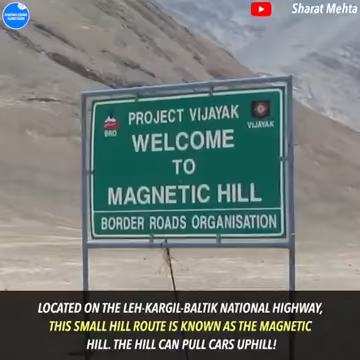 Sharat Mehta
PROJECT VIJAYAK
BRO
VIJAYAK
WELCOME
TO
MAGNETIC HILL
BORDER ROADS ORGANISATION
LOCATED ON THE LEH-KARGIL-BALTIK NATIONAL HIGHWAY,
THIS SMALL HILL ROUTE IS KNOWN AS THE MAGNETIC
HILL. THE HILL CAN PULL CARS UPHILL!